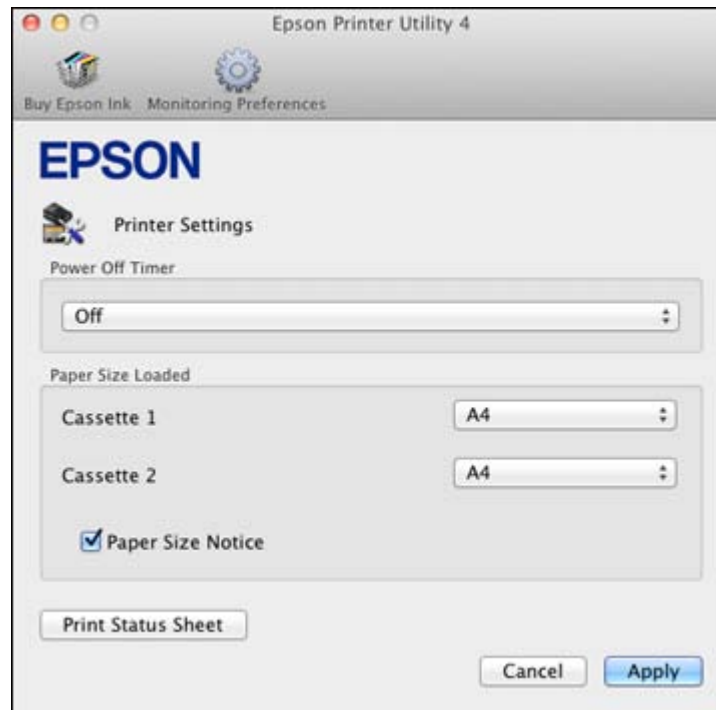 Epson Printer Utility 4
Buy Epson Ink Monitoring Preferences
EPSON
Printer Settings
Power Off Timer
Off
Paper Size Loaded
Cassette 1 A4
Cassette 2 A4
Paper Size Notice
Print Status Sheet
Cancel Apply